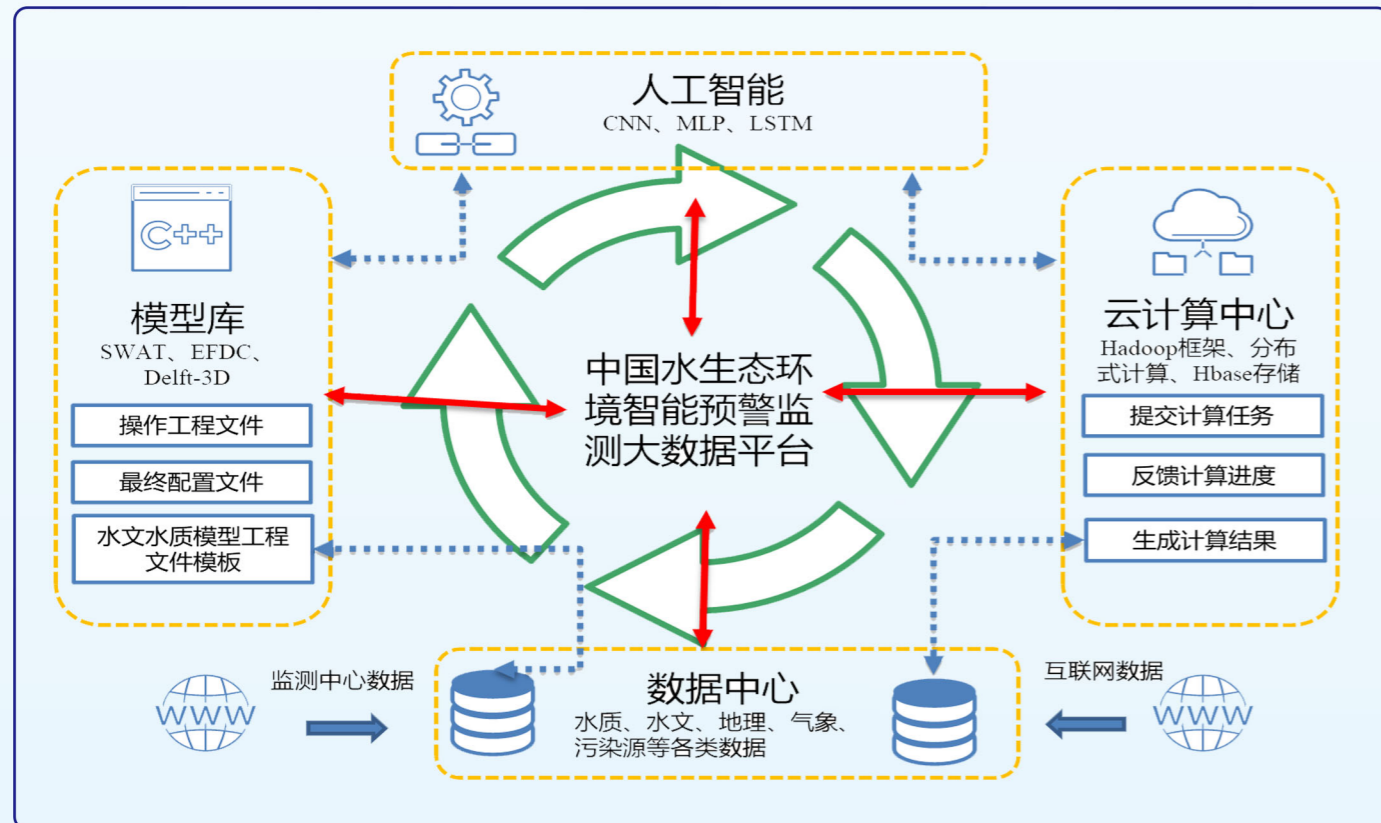 人工智能
CNN、MLP、LSTM
C++
模型库
SWAT、EFDC、
Delft-3D
操作工程文件
最终配置文件
水文水质模型工程
文件模板
中国水生态环
境智能预警监
测大数据平台
云计算中心
Hadoop框架、分布
式计算、Hbase存储
提交计算任务
反馈计算进度
生成计算结果
监测中心数据
WWW
数据中心
水质、水文、地理、气象、
污染源等各类数据
互联网数据
WWW